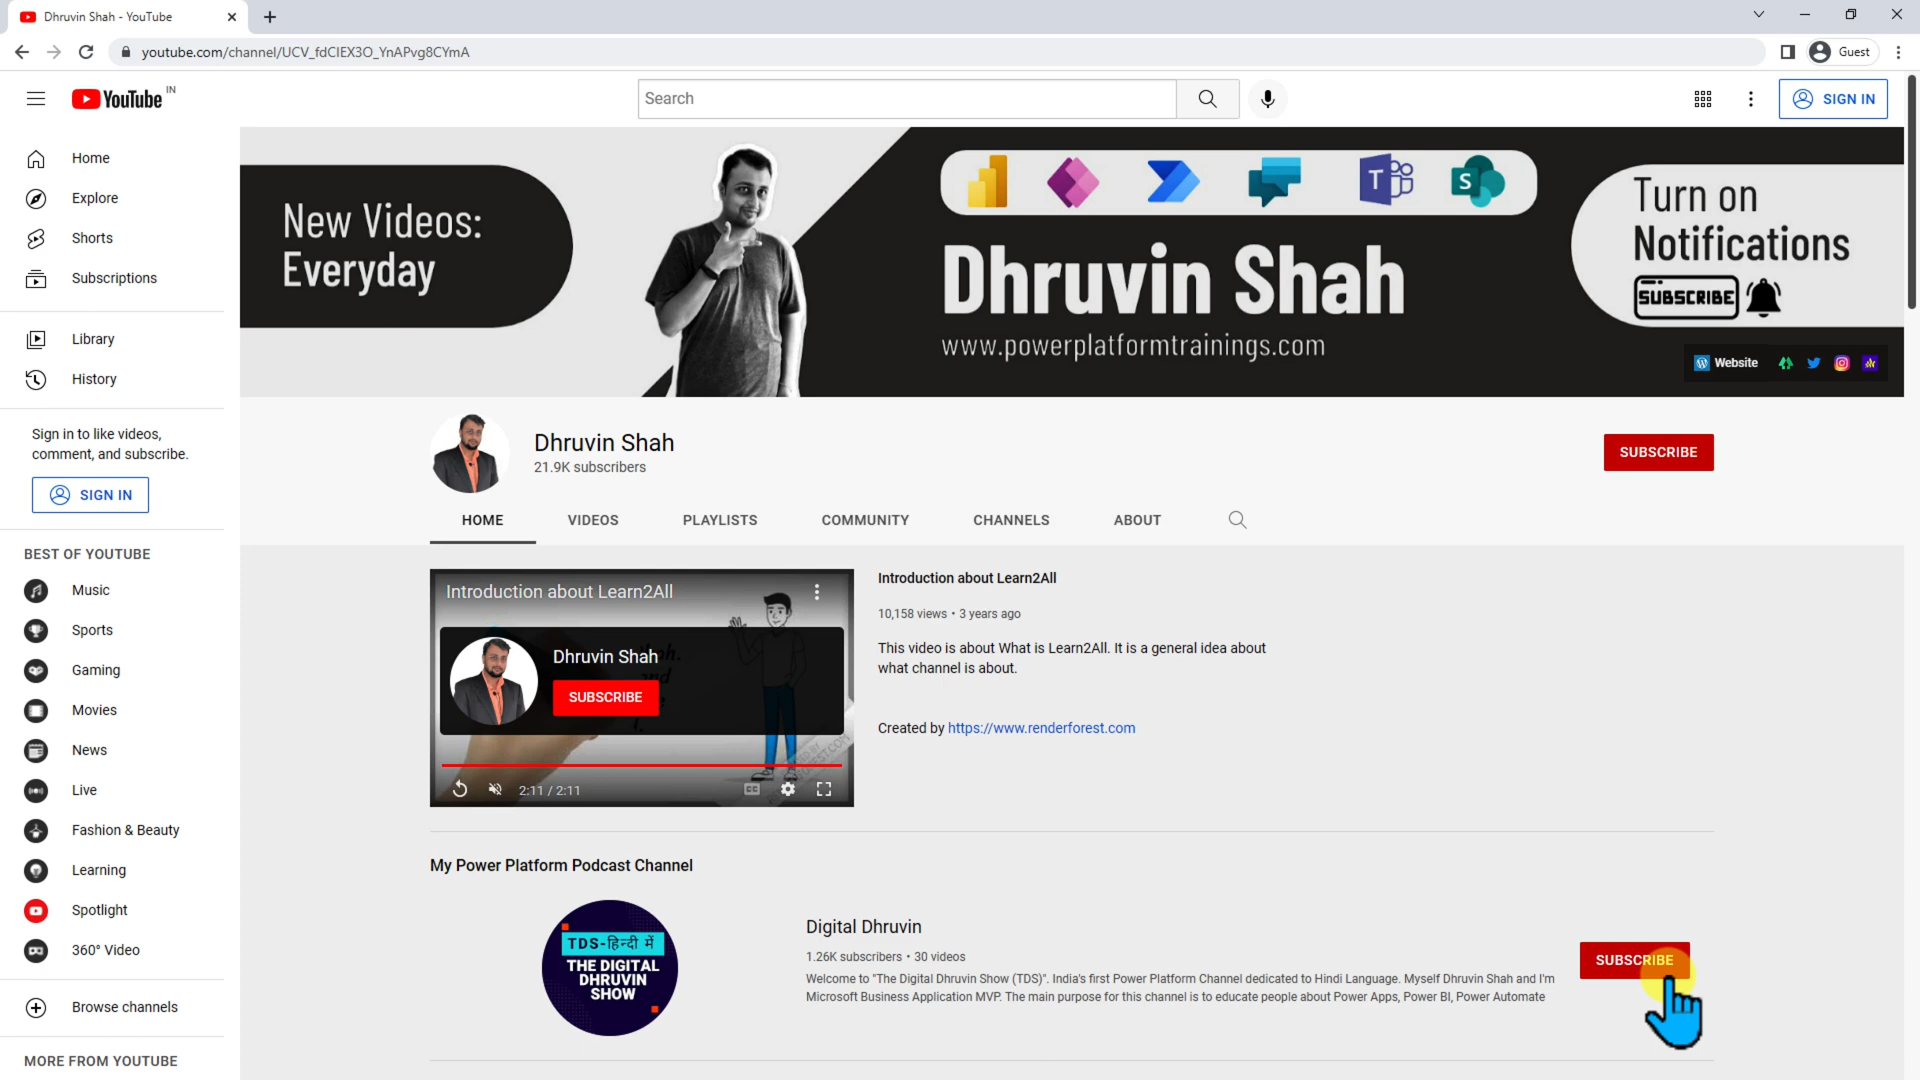 Dhruvin Shah - YouTube
youtube.com/channel/UCV_fdCIEX3O_YnAPvg8CYmA
Guest
YouTube IN
Search
SIGN IN
Home
Explore
Shorts
Subscriptions
Library
History
Sign in to like videos,
comment, and subscribe.
SIGN IN
BEST OF YOUTUBE
Music
Sports
Gaming
Movies
News
Live
Fashion & Beauty
Learning
Spotlight
360° Video
Browse channels
MORE FROM YOUTUBE
New Videos:
Everyday
T
S
Dhruvin Shah
www.powerplatformtrainings.com
Turn on
Notifications
SUBSCRIBE
Website
Dhruvin Shah
21.9K subscribers
SUBSCRIBE
HOME
VIDEOS
PLAYLISTS
COMMUNITY
CHANNELS
ABOUT
Introduction about Learn2All
Dhruvin Shah
SUBSCRIBE
2:11 / 2:11
CC
Introduction about Learn2All
10,158 views • 3 years ago
This video is about What is Learn2All. It is a general idea about
what channel is about.
Created by https://www.renderforest.com
My Power Platform Podcast Channel
TDS-हिन्दी में
THE DIGITAL
DHRUVIN
SHOW
Digital Dhruvin
1.26K subscribers • 30 videos
Welcome to "The Digital Dhruvin Show (TDS)". India's first Power Platform Channel dedicated to Hindi Language. Myself Dhruvin Shah and I'm
Microsoft Business Application MVP. The main purpose for this channel is to educate people about Power Apps, Power BI, Power Automate
SUBSCRIBE